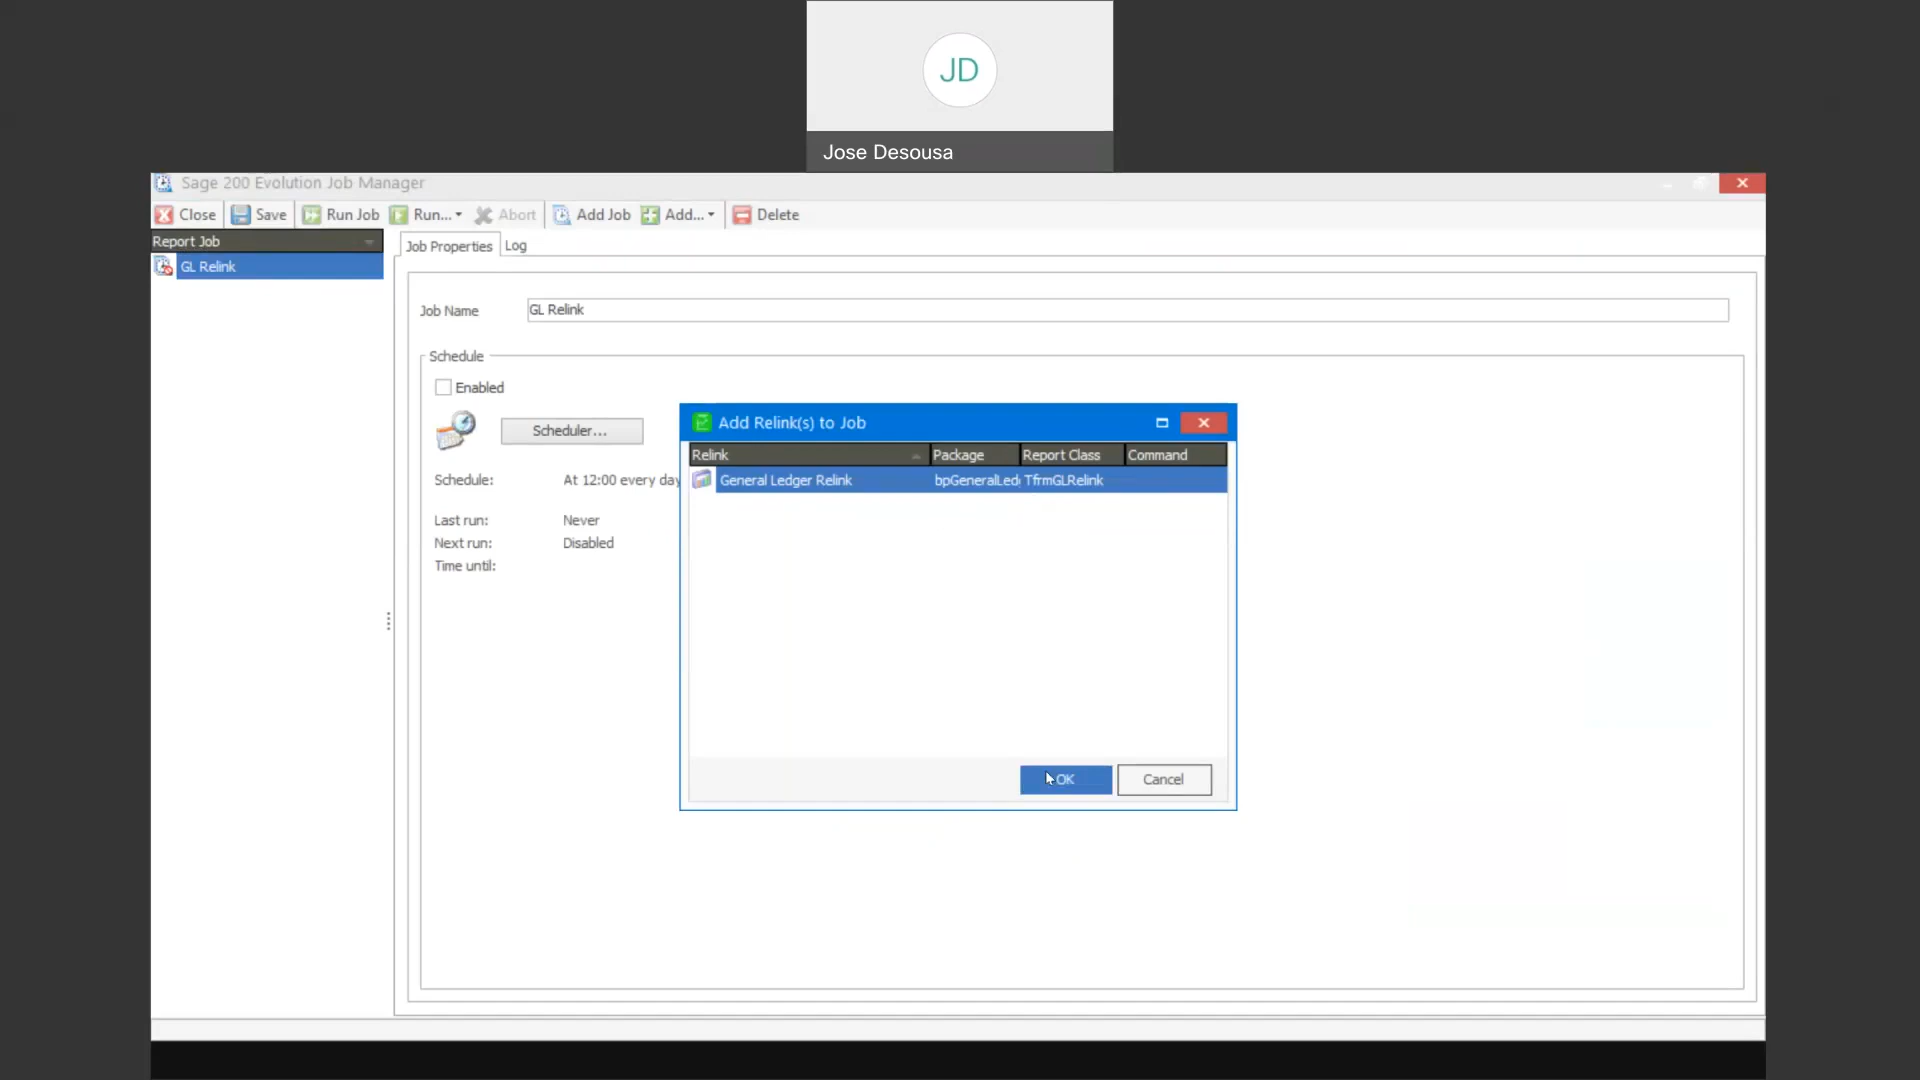 JD
Jose Desousa
Sage 200 Evolution Job Manager
Close Save Run Job Run... Abort Add Job Add... Delete
Report Job
GL Relink
Job Properties Log
Job Name GL Relink
Schedule
Enabled
Scheduler...
Schedule: At 12:00 every day
Last run: Never
Next run: Disabled
Time until:
Add Relink(s) to Job
Relink Package Report Class Command
General Ledger Relink bpGeneralLed TfrmGLRelink
OK Cancel